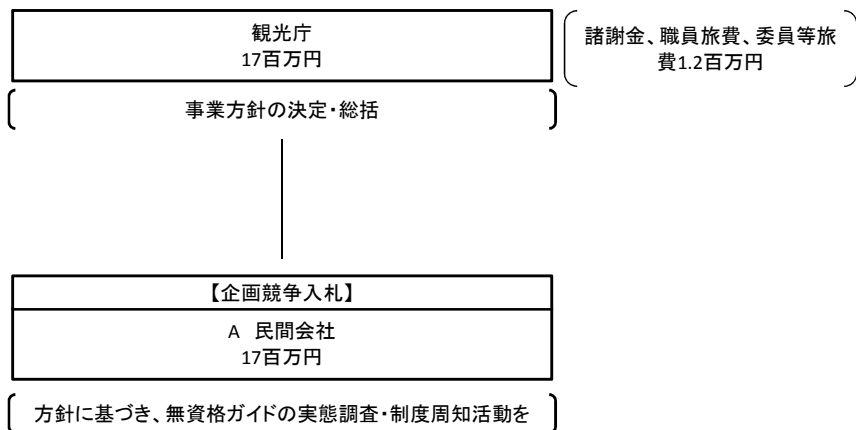 観光庁
17百万円
諸謝金、職員旅費、委員等旅
費1.2百万円
事業方針の決定・総括
【企画競争入札】
A 民間会社
17百万円
方針に基づき、無資格ガイドの実態調査・制度周知活動を